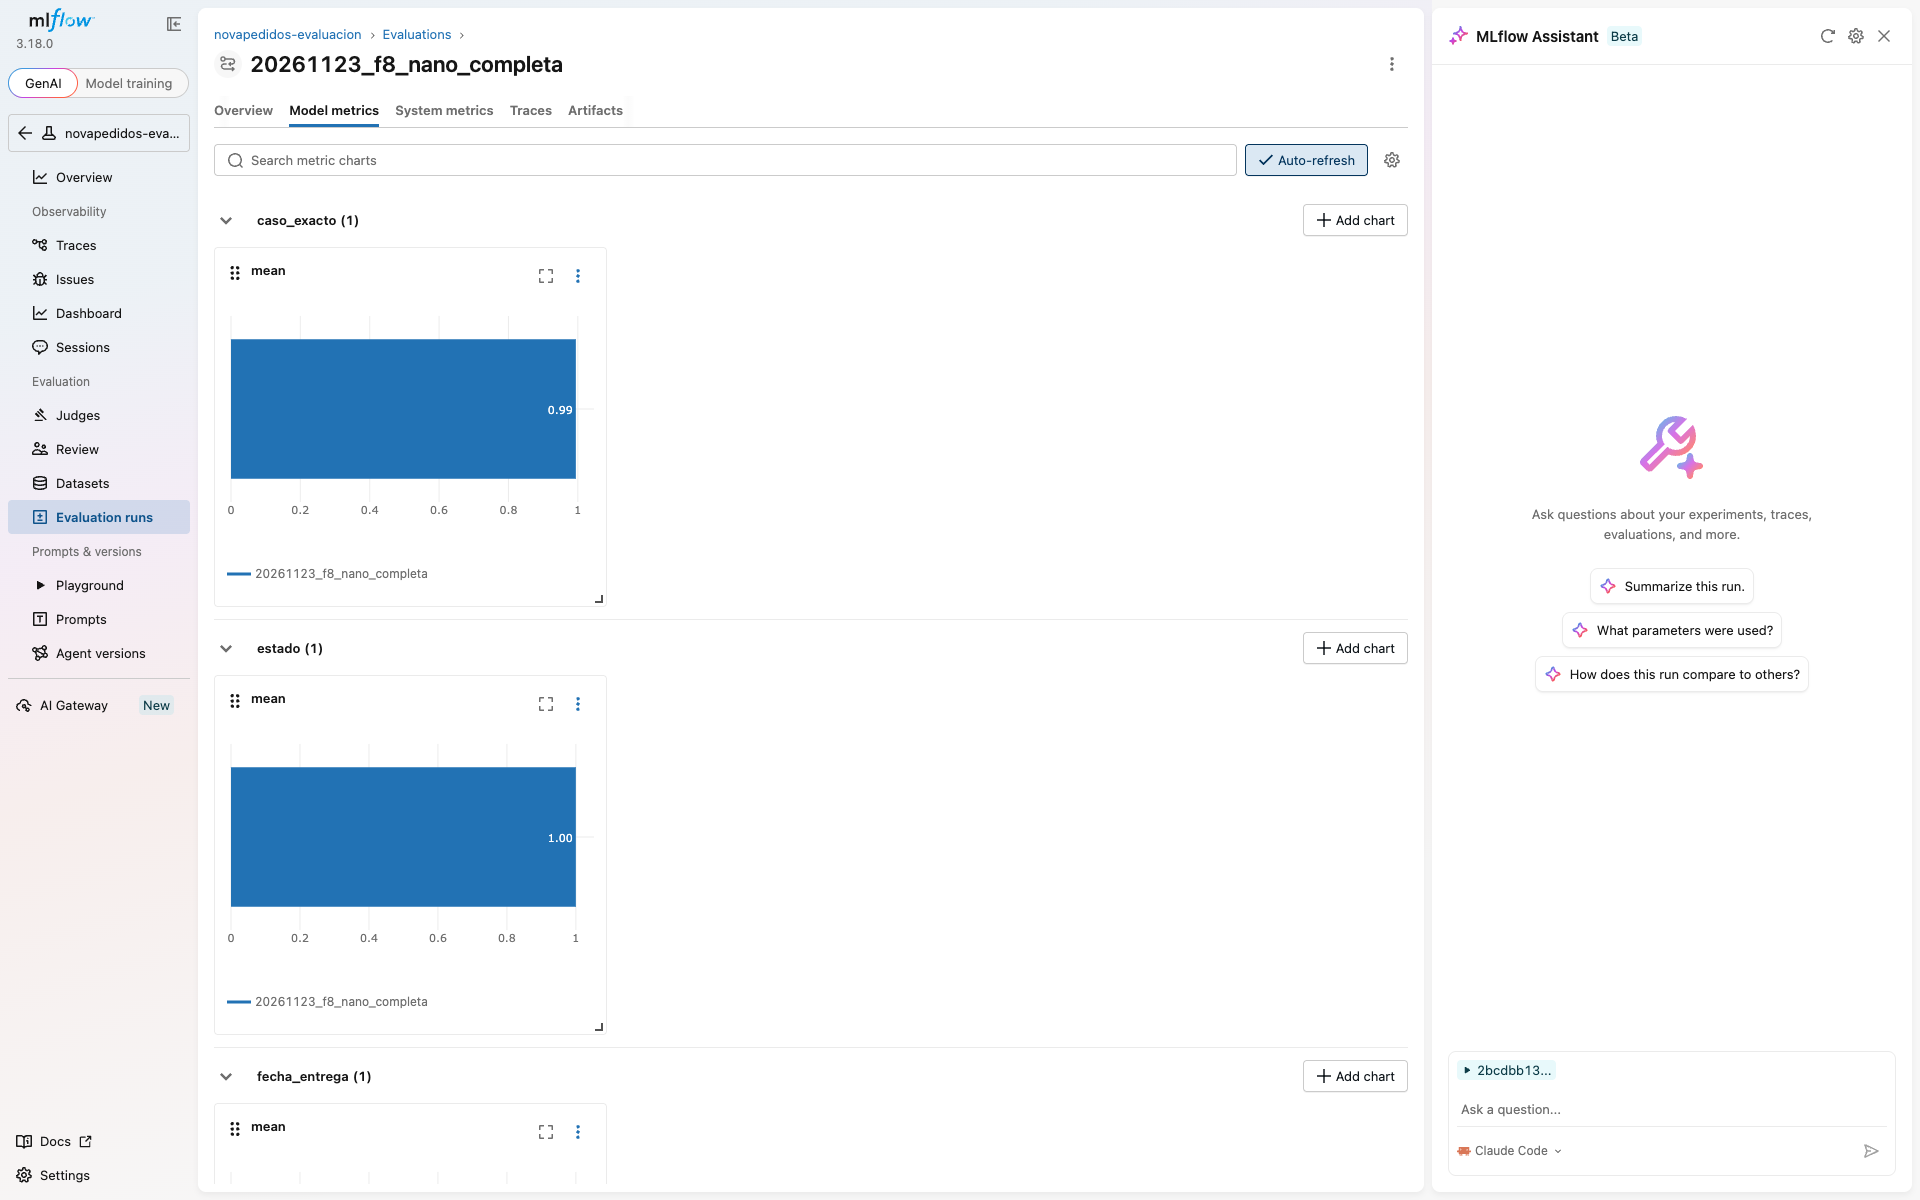 mlflow
3.18.0
GenAI
Model training
novapedidos-eva...
Overview
Observability
Traces
Issues
Dashboard
Sessions
Evaluation
Judges
Review
Datasets
Evaluation runs
Prompts & versions
Playground
Prompts
Agent versions
AI Gateway
New
Docs
Settings
novapedidos-evaluacion > Evaluations >
20261123_f8_nano_completa
Overview
Model metrics
System metrics
Traces
Artifacts
Search metric charts
Auto-refresh
caso_exacto (1)
Add chart
mean
0.99
0 0.2 0.4 0.6 0.8 1
20261123_f8_nano_completa
estado (1)
Add chart
mean
1.00
0 0.2 0.4 0.6 0.8 1
20261123_f8_nano_completa
fecha_entrega (1)
Add chart
mean
MLflow Assistant
Beta
Ask questions about your experiments, traces,
evaluations, and more.
Summarize this run.
What parameters were used?
How does this run compare to others?
2bcdbb13...
Ask a question...
Claude Code